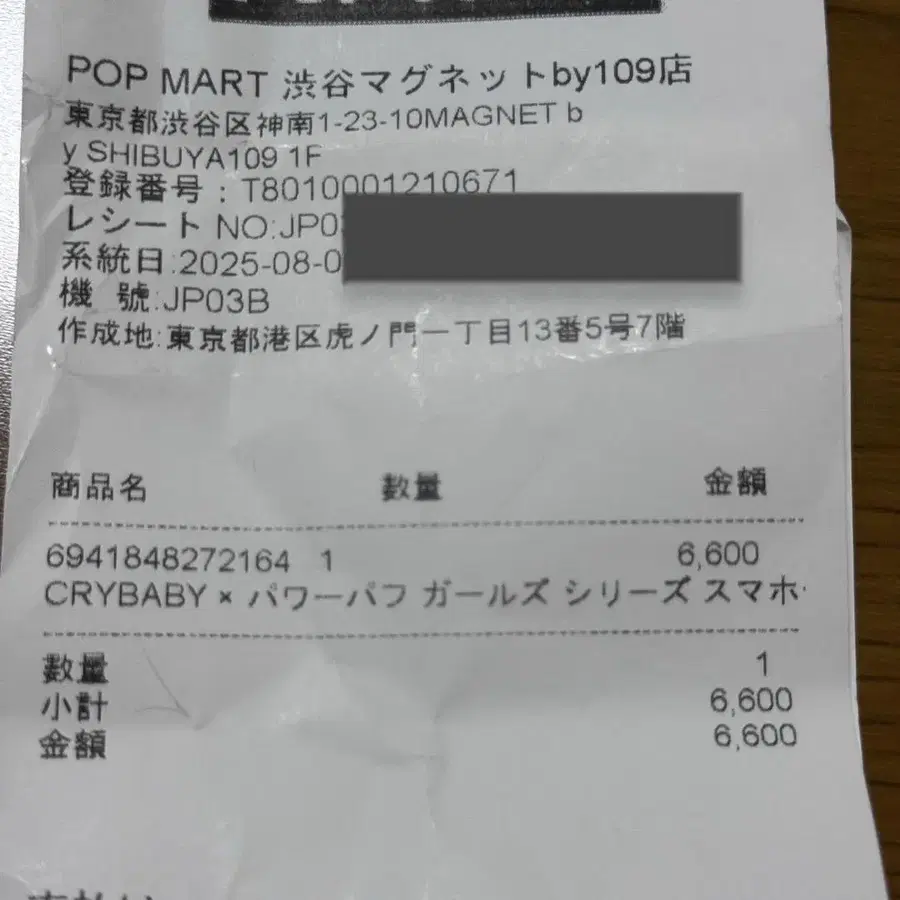 POP MART 渋谷マグネットby109店
東京都渋谷区神南1-23-10MAGNET b
y SHIBUYA109 1F
登録番号：T8010001210671
レシート NO:JP03
系統日:2025-08-0
機 號:JP03B
作成地:東京都港区虎ノ門一丁目13番5号7階
商品名 数量 金額
6941848272164 1 6,600
CRYBABY × パワーパフ ガールズ シリーズ スマホ
数量 1
小計 6,600
金額 6,600